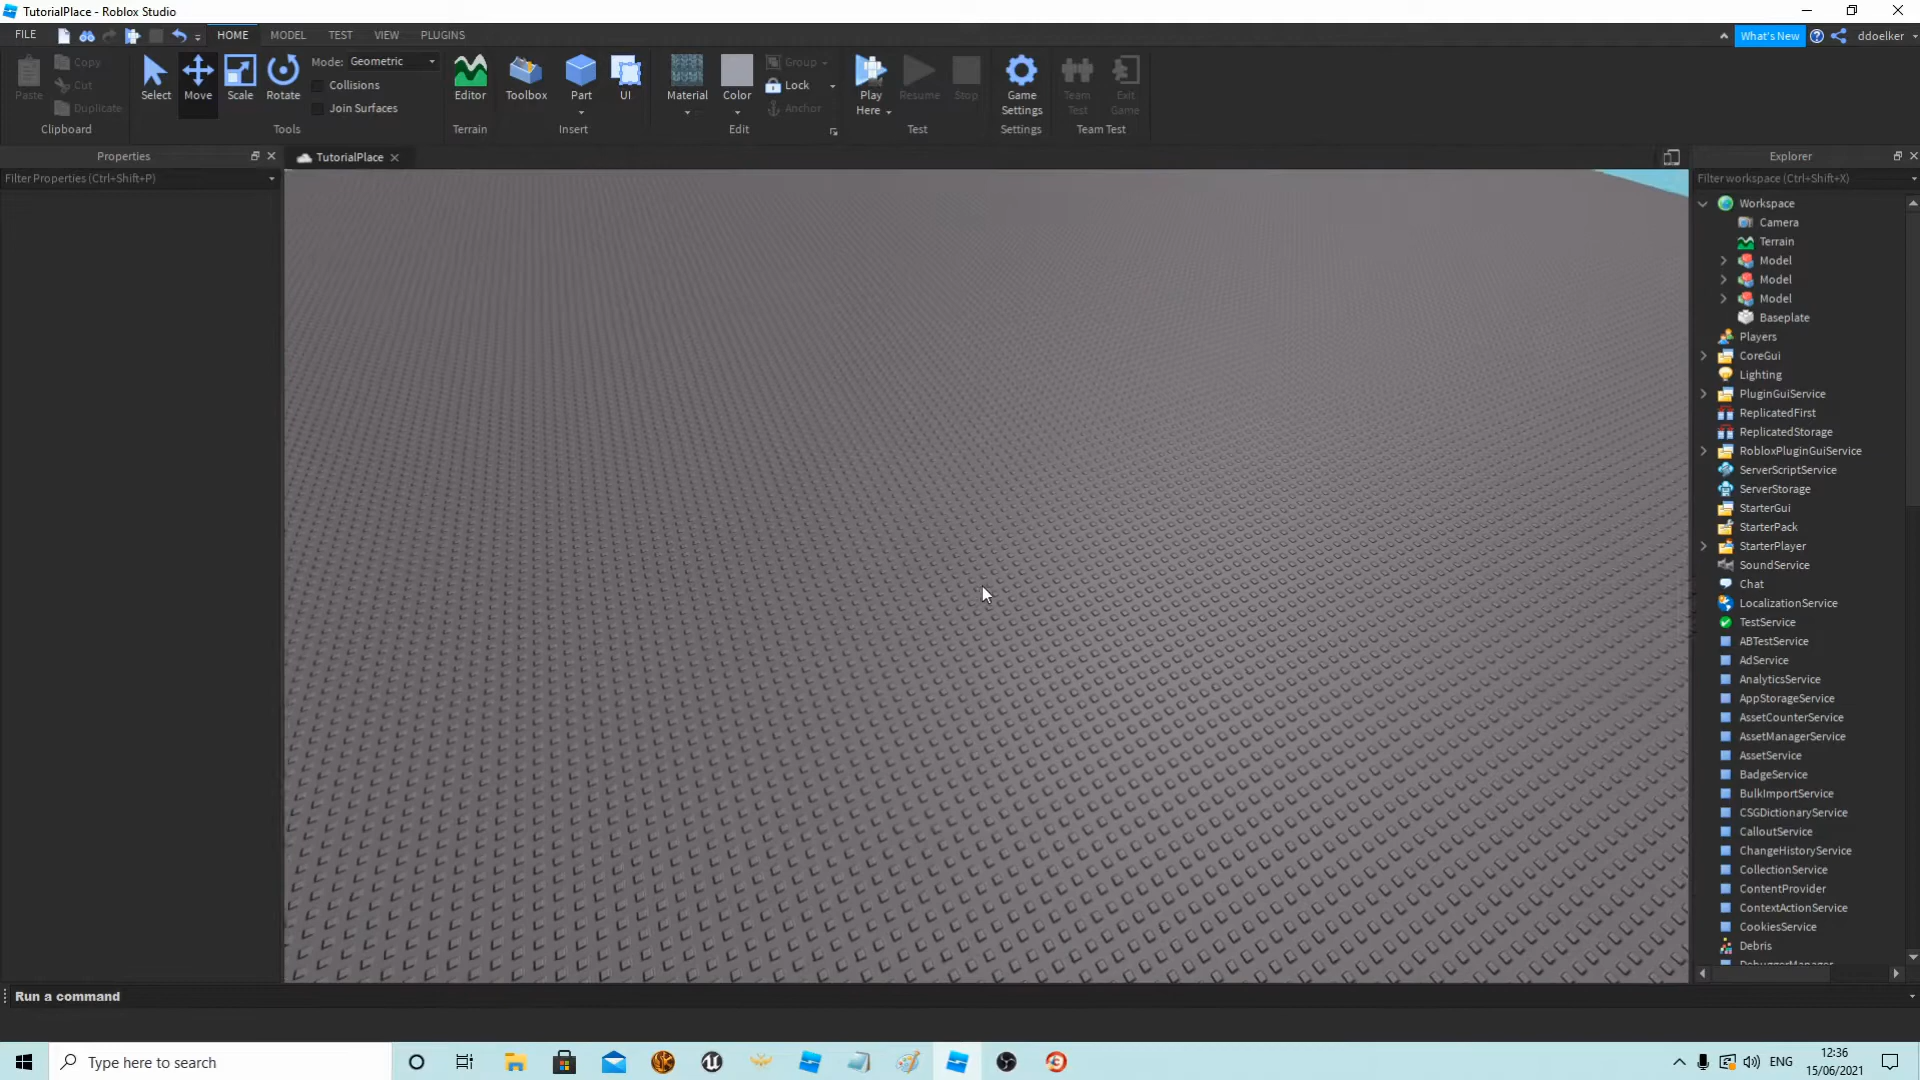 TutorialPlace - Roblox Studio
FILE HOME MODEL TEST VIEW PLUGINS What's New ddoelker
Paste Copy Cut Duplicate
Clipboard
Select Move Scale Rotate
Mode: Geometric
Collisions
Join Surfaces
Tools
Editor
Terrain
Toolbox Part UI
Insert
Material Color
Group
Lock
Anchor
Edit
Play Here Resume Stop
Test
Game Settings
Settings
Team Test Exit Game
Team Test
Properties
Filter Properties (Ctrl+Shift+P)
TutorialPlace
Explorer
Filter workspace (Ctrl+Shift+X)
Workspace
Camera
Terrain
Model
Model
Model
Baseplate
Players
CoreGui
Lighting
PluginGuiService
ReplicatedFirst
ReplicatedStorage
RobloxPluginGuiService
ServerScriptService
ServerStorage
StarterGui
StarterPack
StarterPlayer
SoundService
Chat
LocalizationService
TestService
ABTestService
AdService
AnalyticsService
AppStorageService
AssetCounterService
AssetManagerService
AssetService
BadgeService
BulkImportService
CSGDictionaryService
CalloutService
ChangeHistoryService
CollectionService
ContentProvider
ContextActionService
CookiesService
Debris
DebuggerManager
Run a command
Type here to search
ENG
12:36
15/06/2021